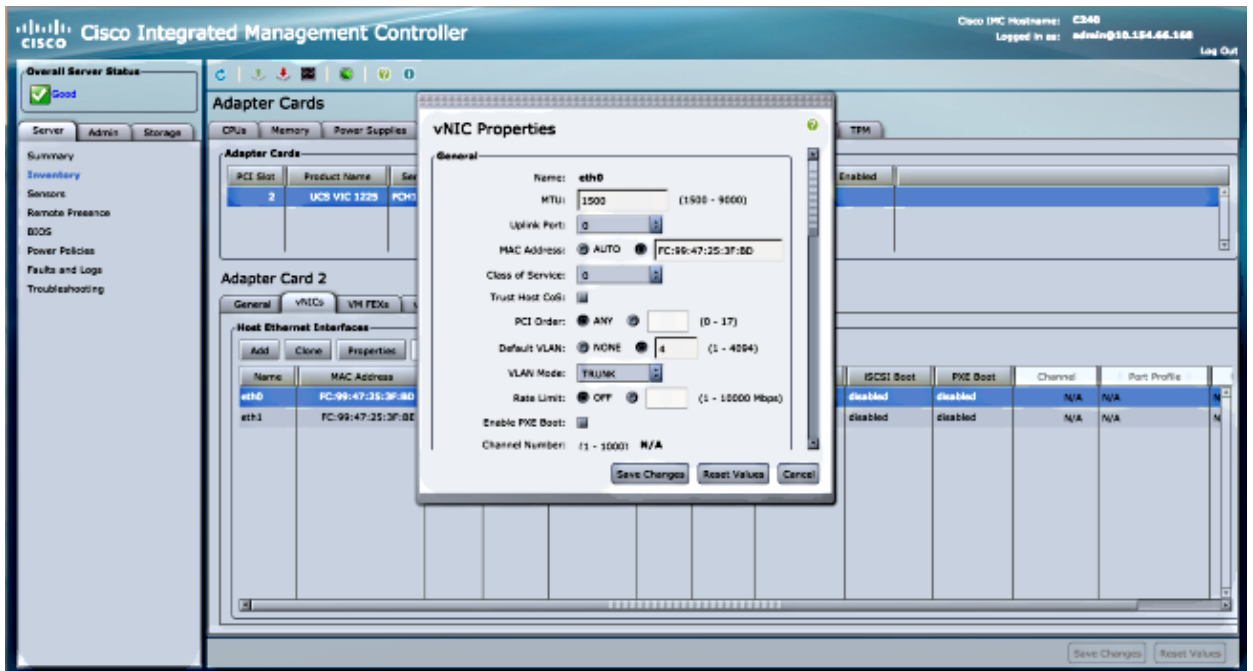 Cisco Integrated Management Controller
CISCO
Cisco IMC Hostname: C240
Logged in as: admin@10.154.66.168
Log Out
Overall Server Status
Good
Server Admin Storage
Summary
Inventory
Sensors
Remote Presence
BIOS
Power Policies
Faults and Logs
Troubleshooting
Adapter Cards
CPUs Memory Power Supplies TPM
Adapter Cards
PCI Slot Product Name Enabled
2 UCS VIC 1225
Adapter Card 2
General vNICs VM FEXs
Host Ethernet Interfaces
Add Clone Properties
Name MAC Address iSCSI Boot PXE Boot Channel Port Profile
eth0 FC:99:47:25:3F:BD disabled disabled N/A N/A
eth1 FC:99:47:25:3F:BE disabled disabled N/A N/A
vNIC Properties
General
Name: eth0
MTU: 1500 (1500 - 9000)
Uplink Port: 0
MAC Address: AUTO FC:99:47:25:3F:BD
Class of Service: 0
Trust Host CoS:
PCI Order: ANY (0 - 17)
Default VLAN: NONE 4 (1 - 4094)
VLAN Mode: TRUNK
Rate Limit: OFF (1 - 10000 Mbps)
Enable PXE Boot:
Channel Number: (1 - 1000) N/A
Save Changes Reset Values Cancel
Save Changes Reset Values